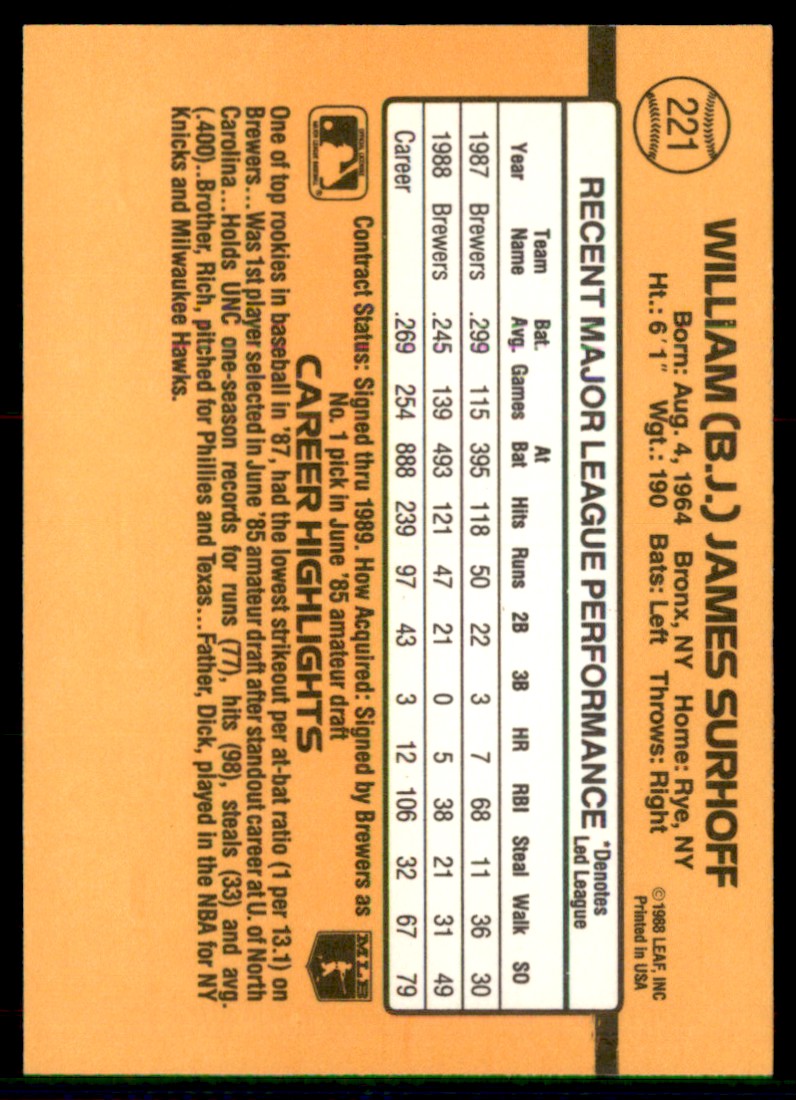 221
WILLIAM (B.J.) JAMES SURHOFF
Born: Aug. 4, 1964 Bronx, NY Home: Rye, NY
Ht.: 6'1" Wgt.: 190 Bats: Left Throws: Right
©1988 LEAF, INC
Printed in USA
RECENT MAJOR LEAGUE PERFORMANCE *Denotes
Led League
Team Bat. At
Year Name Avg. Games Bat Hits Runs 2B 3B HR RBI Steal Walk SO
1987 Brewers .299 115 395 118 50 22 3 7 68 11 36 30
1988 Brewers .245 139 493 121 47 21 0 5 38 21 31 49
Career .269 254 888 239 97 43 3 12 106 32 67 79
Contract Status: Signed thru 1989. How Acquired: Signed by Brewers as
No. 1 pick in June '85 amateur draft
MLB
CAREER HIGHLIGHTS
One of top rookies in baseball in '87, had the lowest strikeout per at-bat ratio (1 per 13.1) on
Brewers...Was 1st player selected in June '85 amateur draft after standout career at U. of North
Carolina...Holds UNC one-season records for runs (77), hits (98), steals (33) and avg.
(.400)..Brother, Rich, pitched for Phillies and Texas...Father, Dick, played in the NBA for NY
Knicks and Milwaukee Hawks.